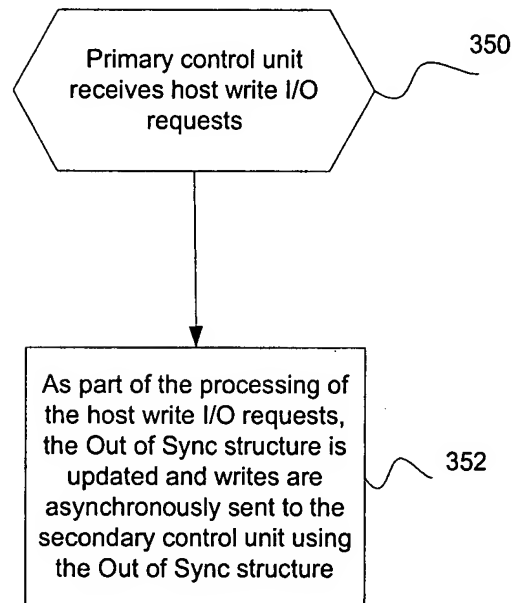 Primary control unit
receives host write I/O
requests
350
As part of the processing of
the host write I/O requests,
the Out of Sync structure is
updated and writes are
asynchronously sent to the
secondary control unit using
the Out of Sync structure
352